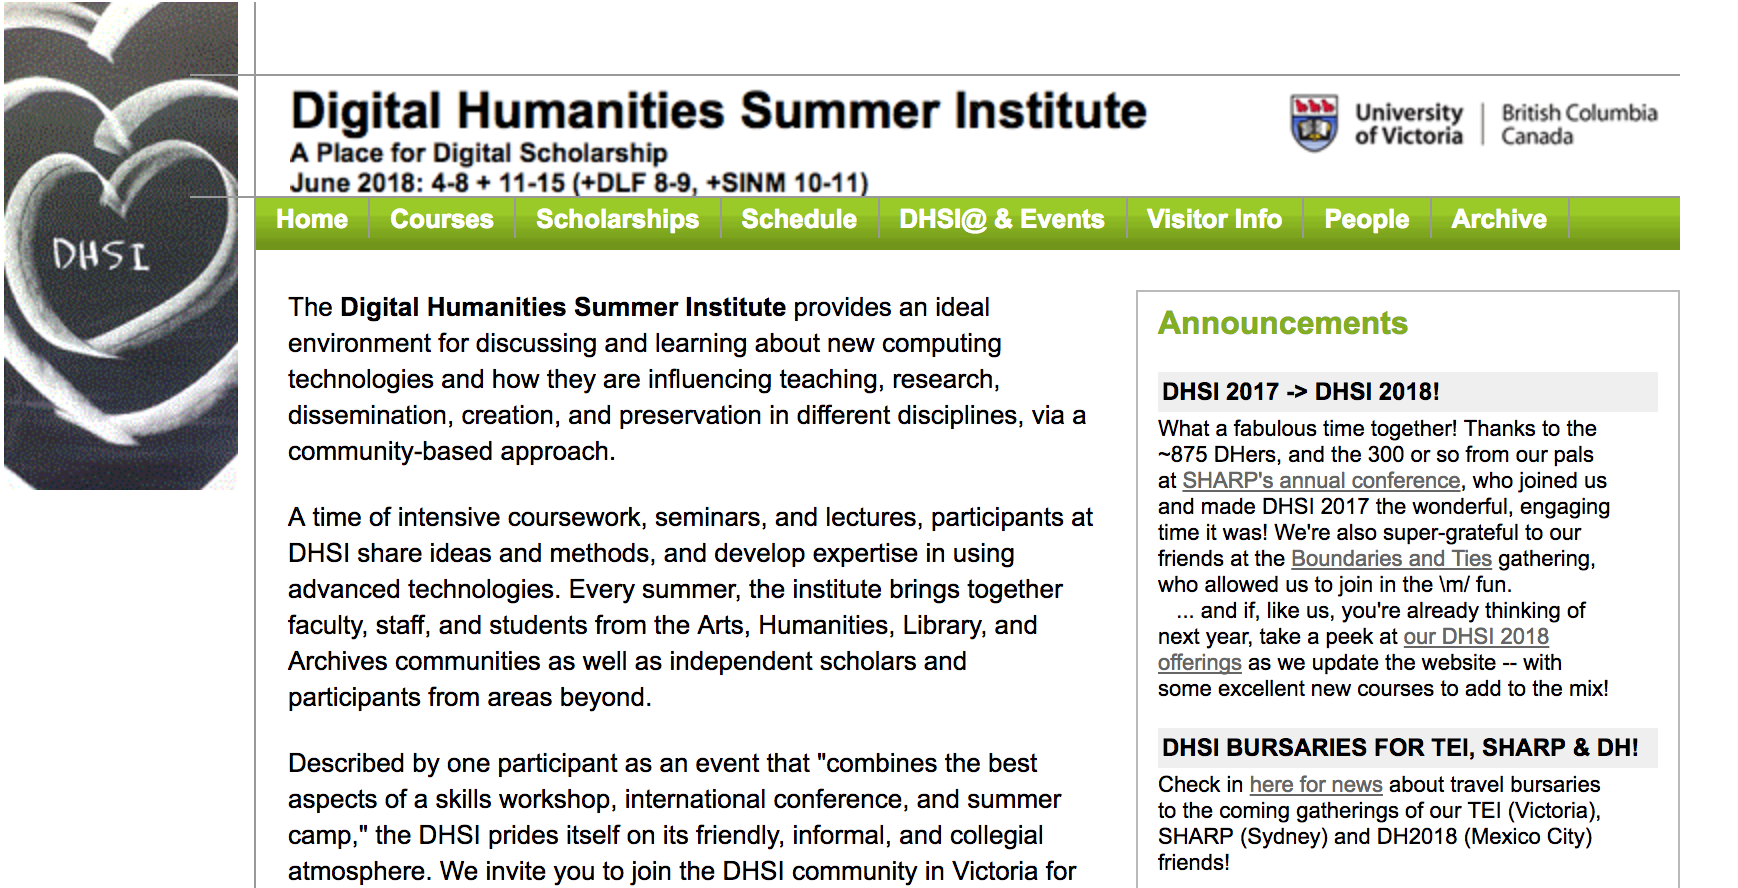 DHSI
Digital Humanities Summer Institute
A Place for Digital Scholarship
June 2018: 4-8 + 11-15 (+DLF 8-9, +SINM 10-11)
University
of Victoria
British Columbia
Canada
Home Courses Scholarships Schedule DHSI@ & Events Visitor Info People Archive
The Digital Humanities Summer Institute provides an ideal
environment for discussing and learning about new computing
technologies and how they are influencing teaching, research,
dissemination, creation, and preservation in different disciplines, via a
community-based approach.
A time of intensive coursework, seminars, and lectures, participants at
DHSI share ideas and methods, and develop expertise in using
advanced technologies. Every summer, the institute brings together
faculty, staff, and students from the Arts, Humanities, Library, and
Archives communities as well as independent scholars and
participants from areas beyond.
Described by one participant as an event that "combines the best
aspects of a skills workshop, international conference, and summer
camp," the DHSI prides itself on its friendly, informal, and collegial
atmosphere. We invite you to join the DHSI community in Victoria for
Announcements
DHSI 2017 -> DHSI 2018!
What a fabulous time together! Thanks to the
~875 DHers, and the 300 or so from our pals
at SHARP's annual conference, who joined us
and made DHSI 2017 the wonderful, engaging
time it was! We're also super-grateful to our
friends at the Boundaries and Ties gathering,
who allowed us to join in the \m/ fun.
... and if, like us, you're already thinking of
next year, take a peek at our DHSI 2018
offerings as we update the website -- with
some excellent new courses to add to the mix!
DHSI BURSARIES FOR TEI, SHARP & DH!
Check in here for news about travel bursaries
to the coming gatherings of our TEI (Victoria),
SHARP (Sydney) and DH2018 (Mexico City)
friends!